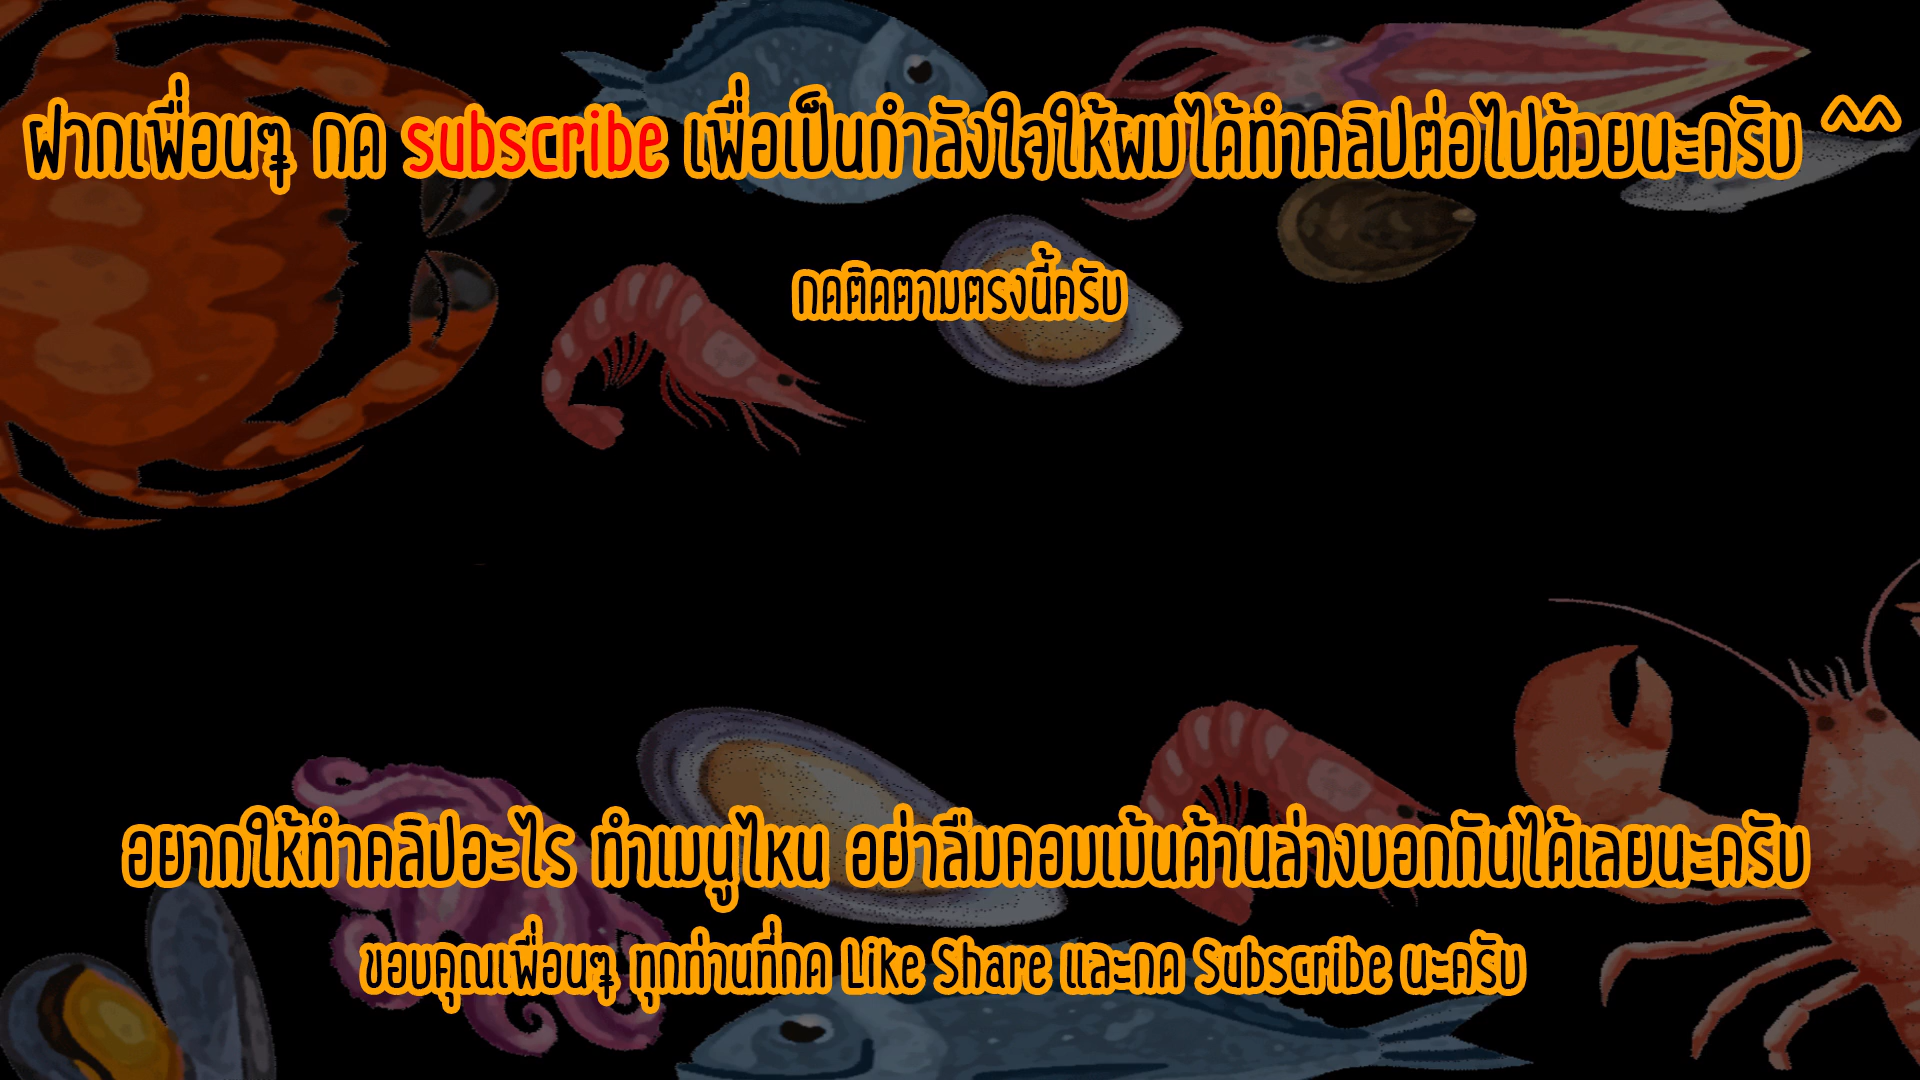 ฝากเพื่อนๆ กด subscribe เพื่อเป็นกำลังใจให้ผมได้ทำคลิปต่อไปด้วยนะครับ ^^
กดติดตามตรงนี้ครับ
อยากให้ทำคลิปอะไร ทำเมนูไหน อย่าลืมคอมเม้นด้านล่างบอกกันได้เลยนะครับ
ขอบคุณเพื่อนๆ ทุกท่านที่กด Like Share และกด Subscribe นะครับ